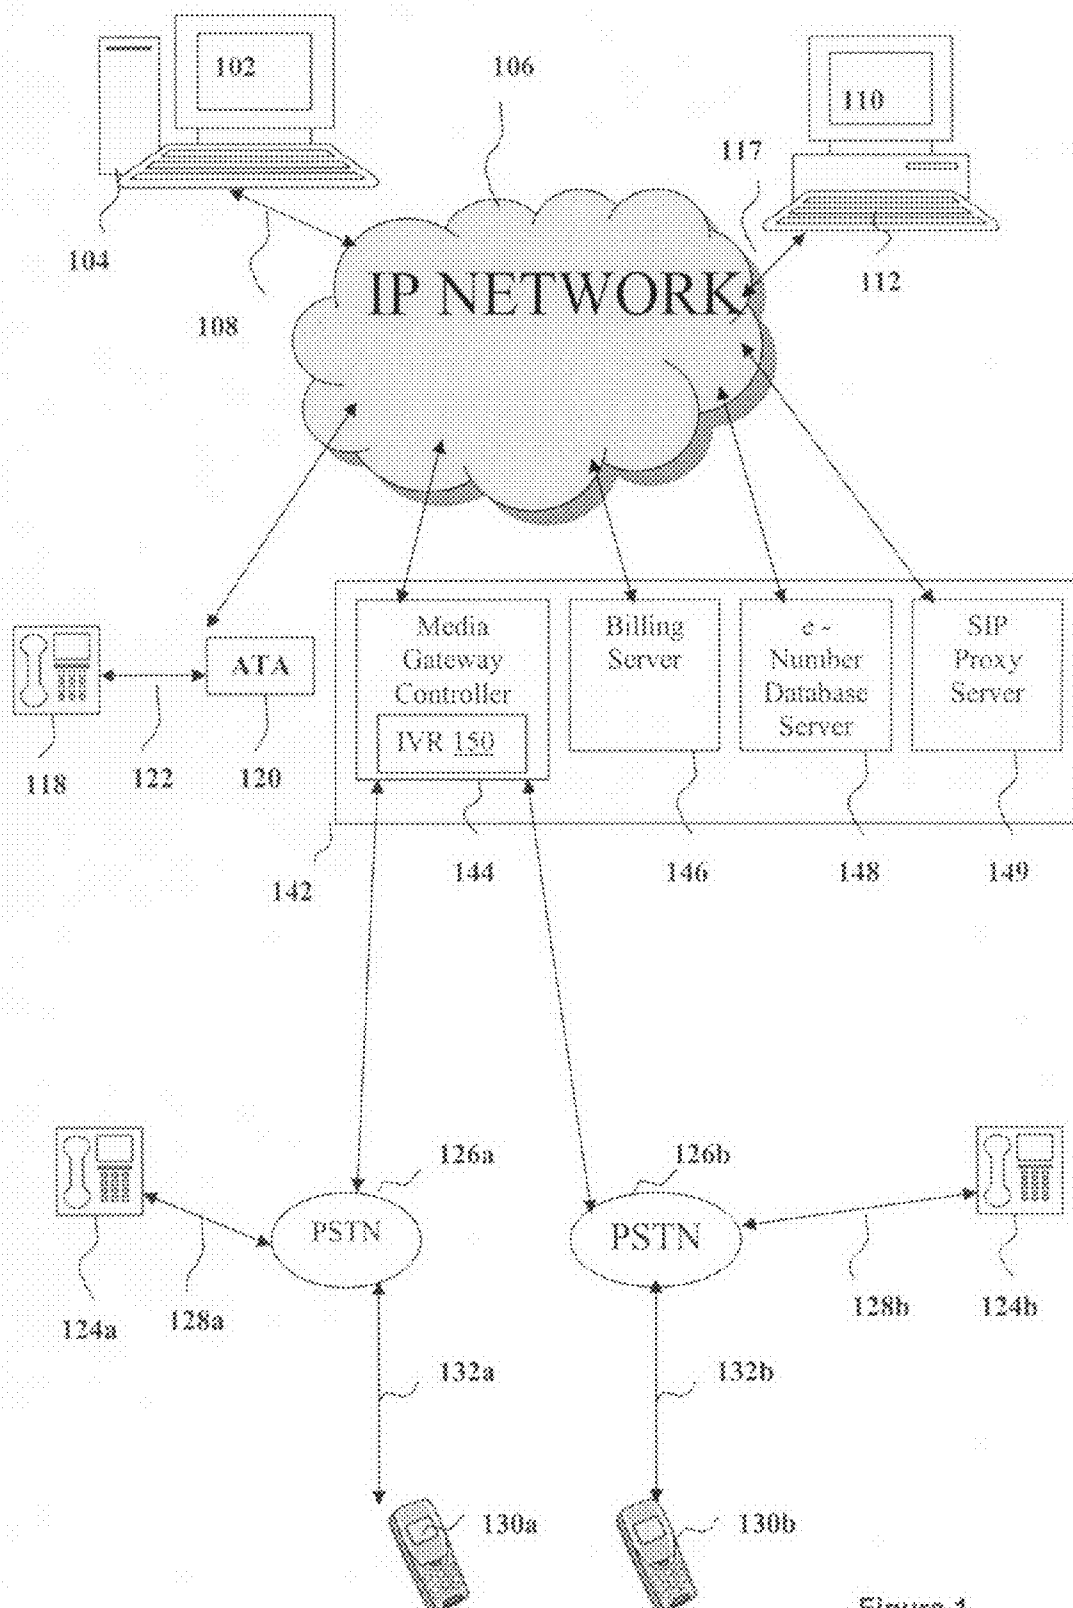 102
106
110
117
104
112
IP NETWORK
108
Media
Gateway
Controller
IVR 150
Billing
Server
e -
Number
Database
Server
SIP
Proxy
Server
ATA
118
122
120
142
144
146
148
149
126a
126b
PSTN
PSTN
124a
128a
128b
124b
132a
132b
130a
130b
Figure 1